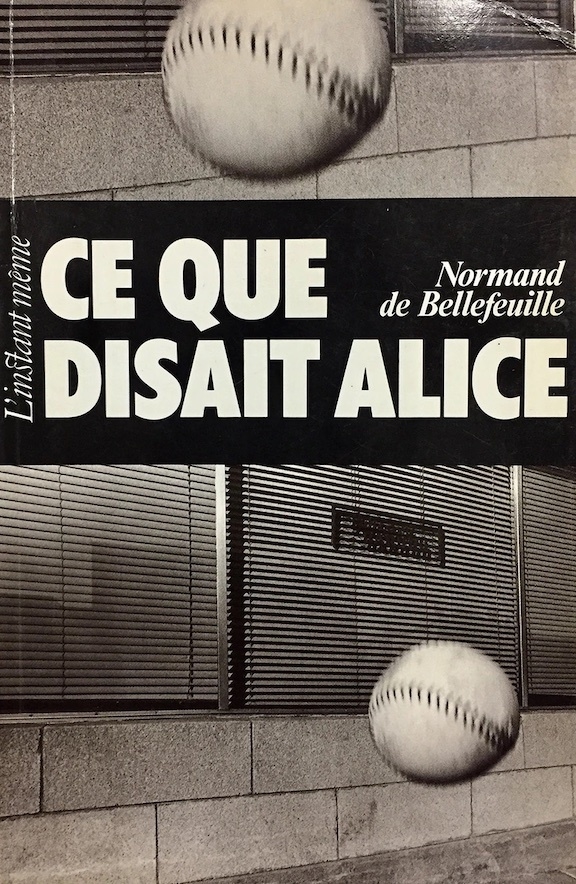 L'instant même
CE QUE
DISAIT ALICE
Normand
de Bellefeuille